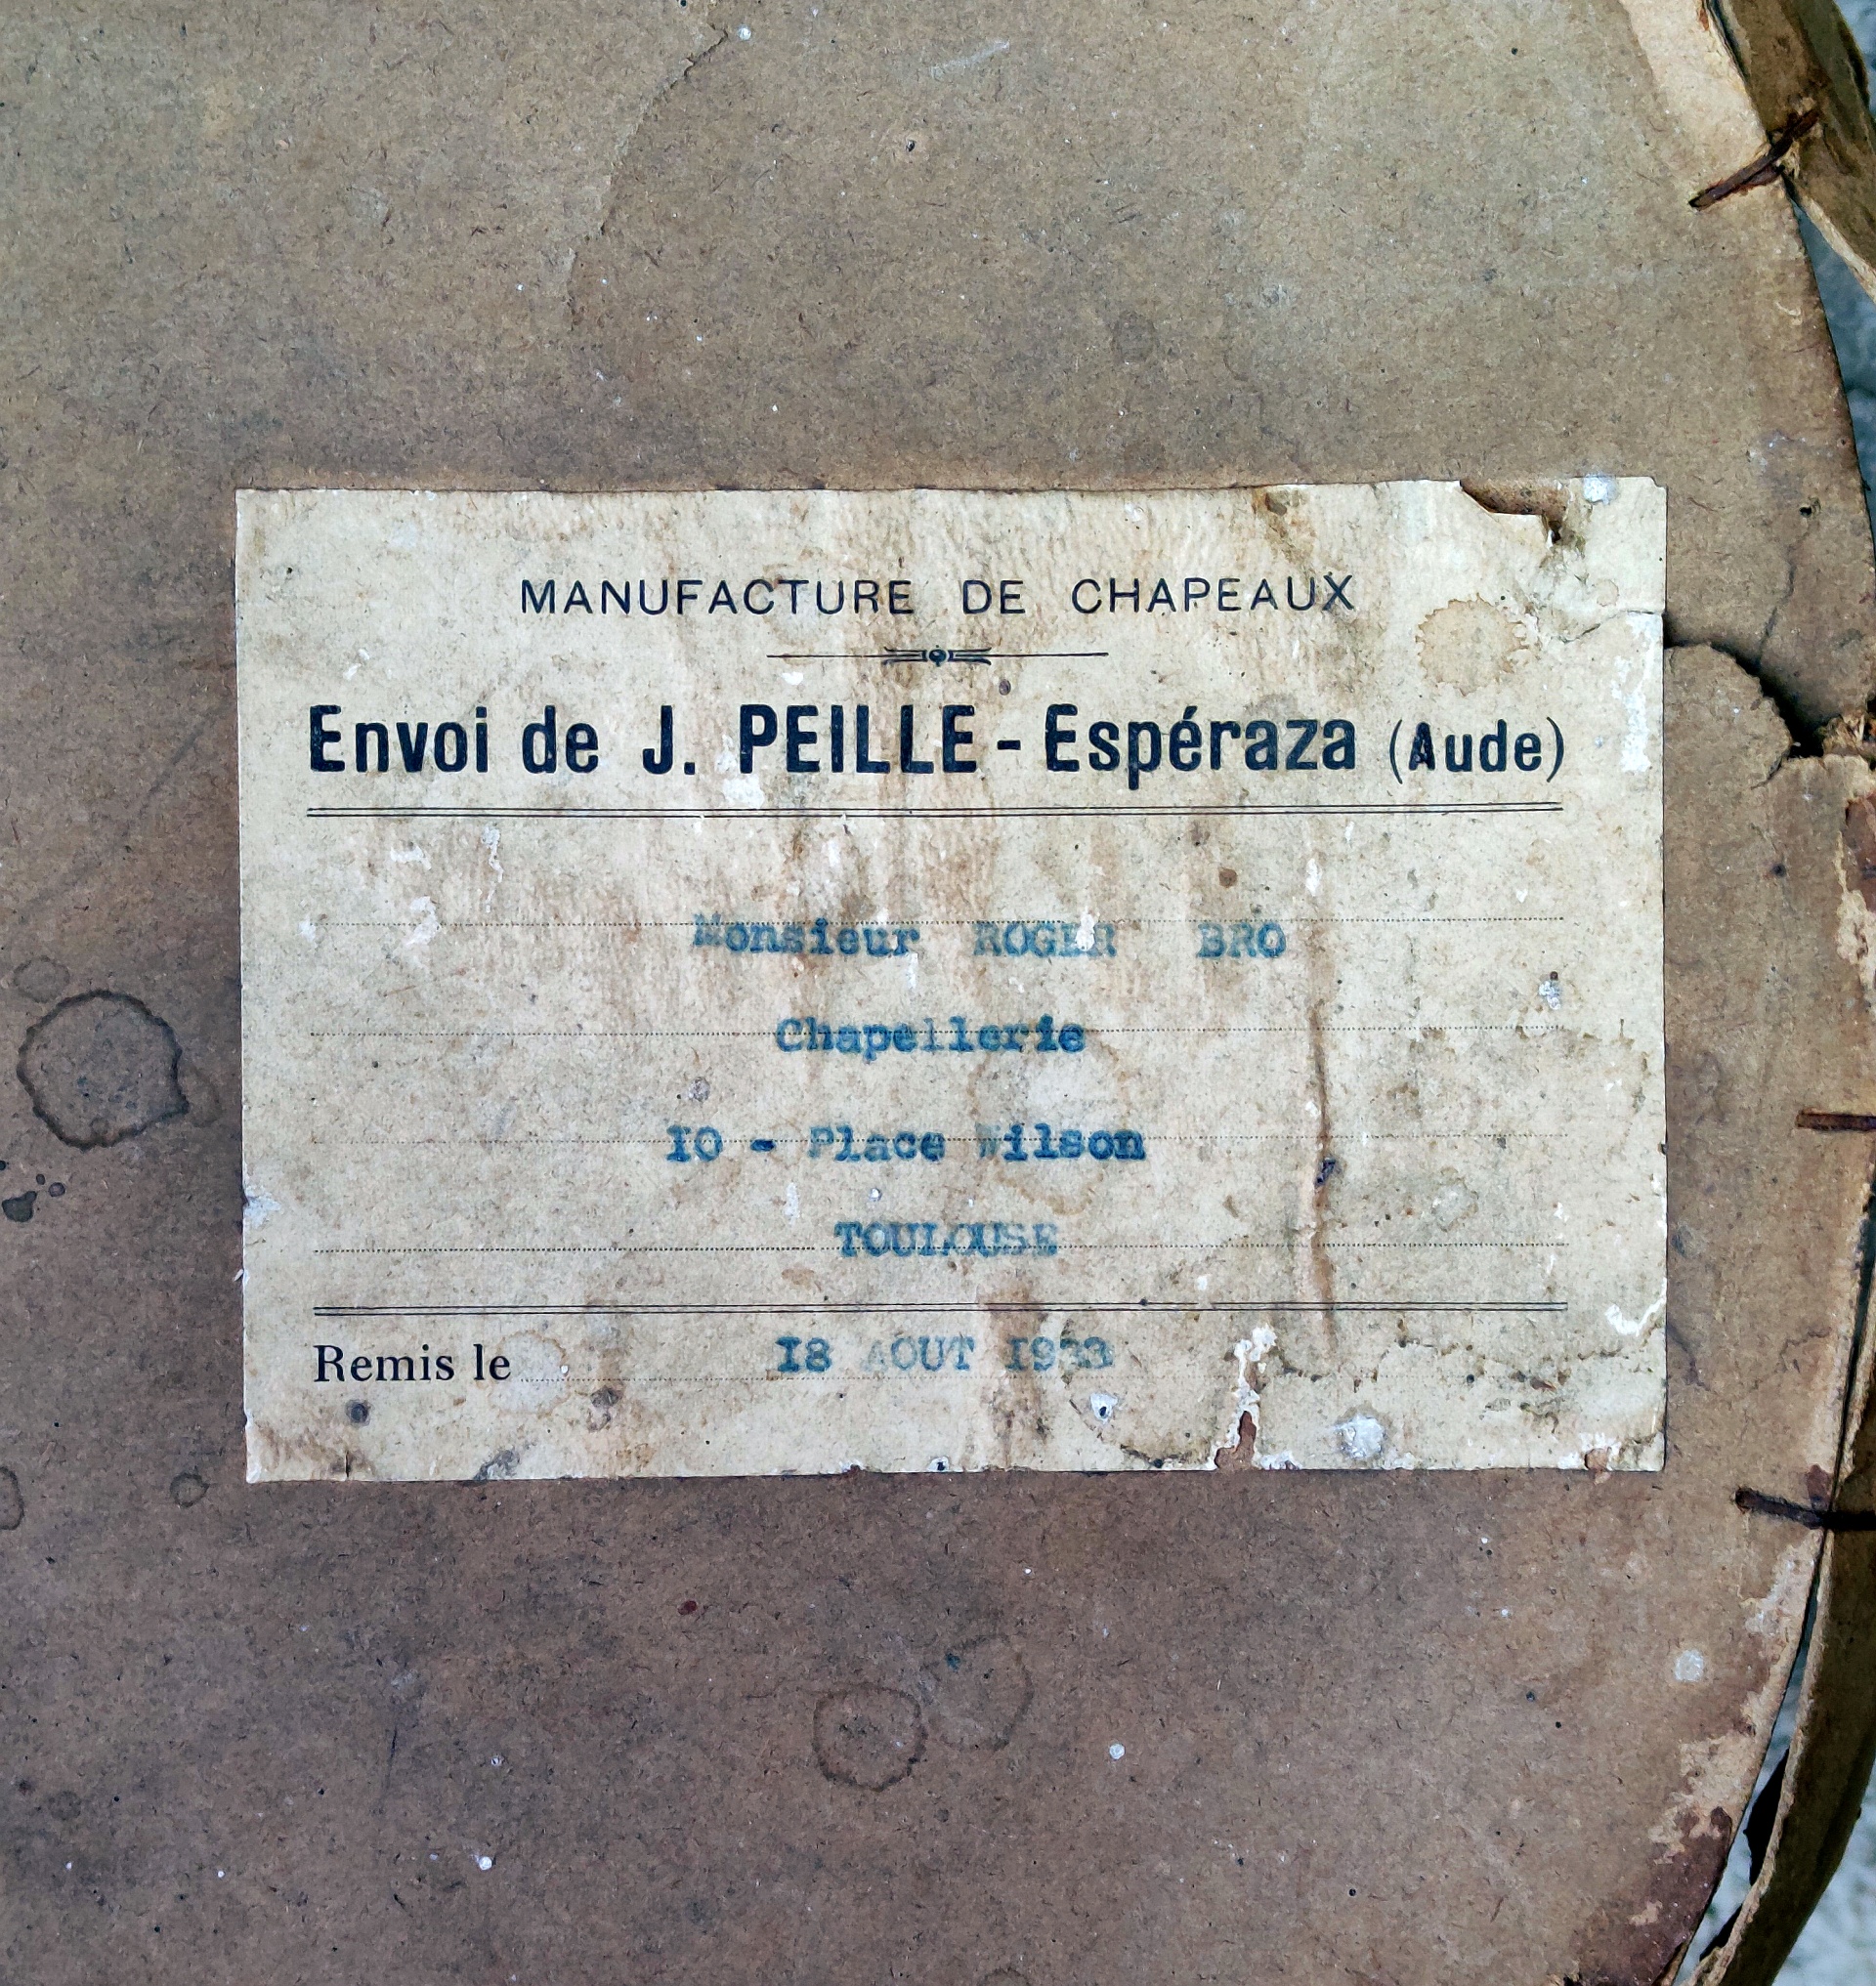 MANUFACTURE DE CHAPEAUX
Envoi de J. PEILLE - Espéraza (Aude)
Monsieur ROGER BRO
Chapellerie
IO - Place Wilson
TOULOUSE
Remis le I8 AOUT I933